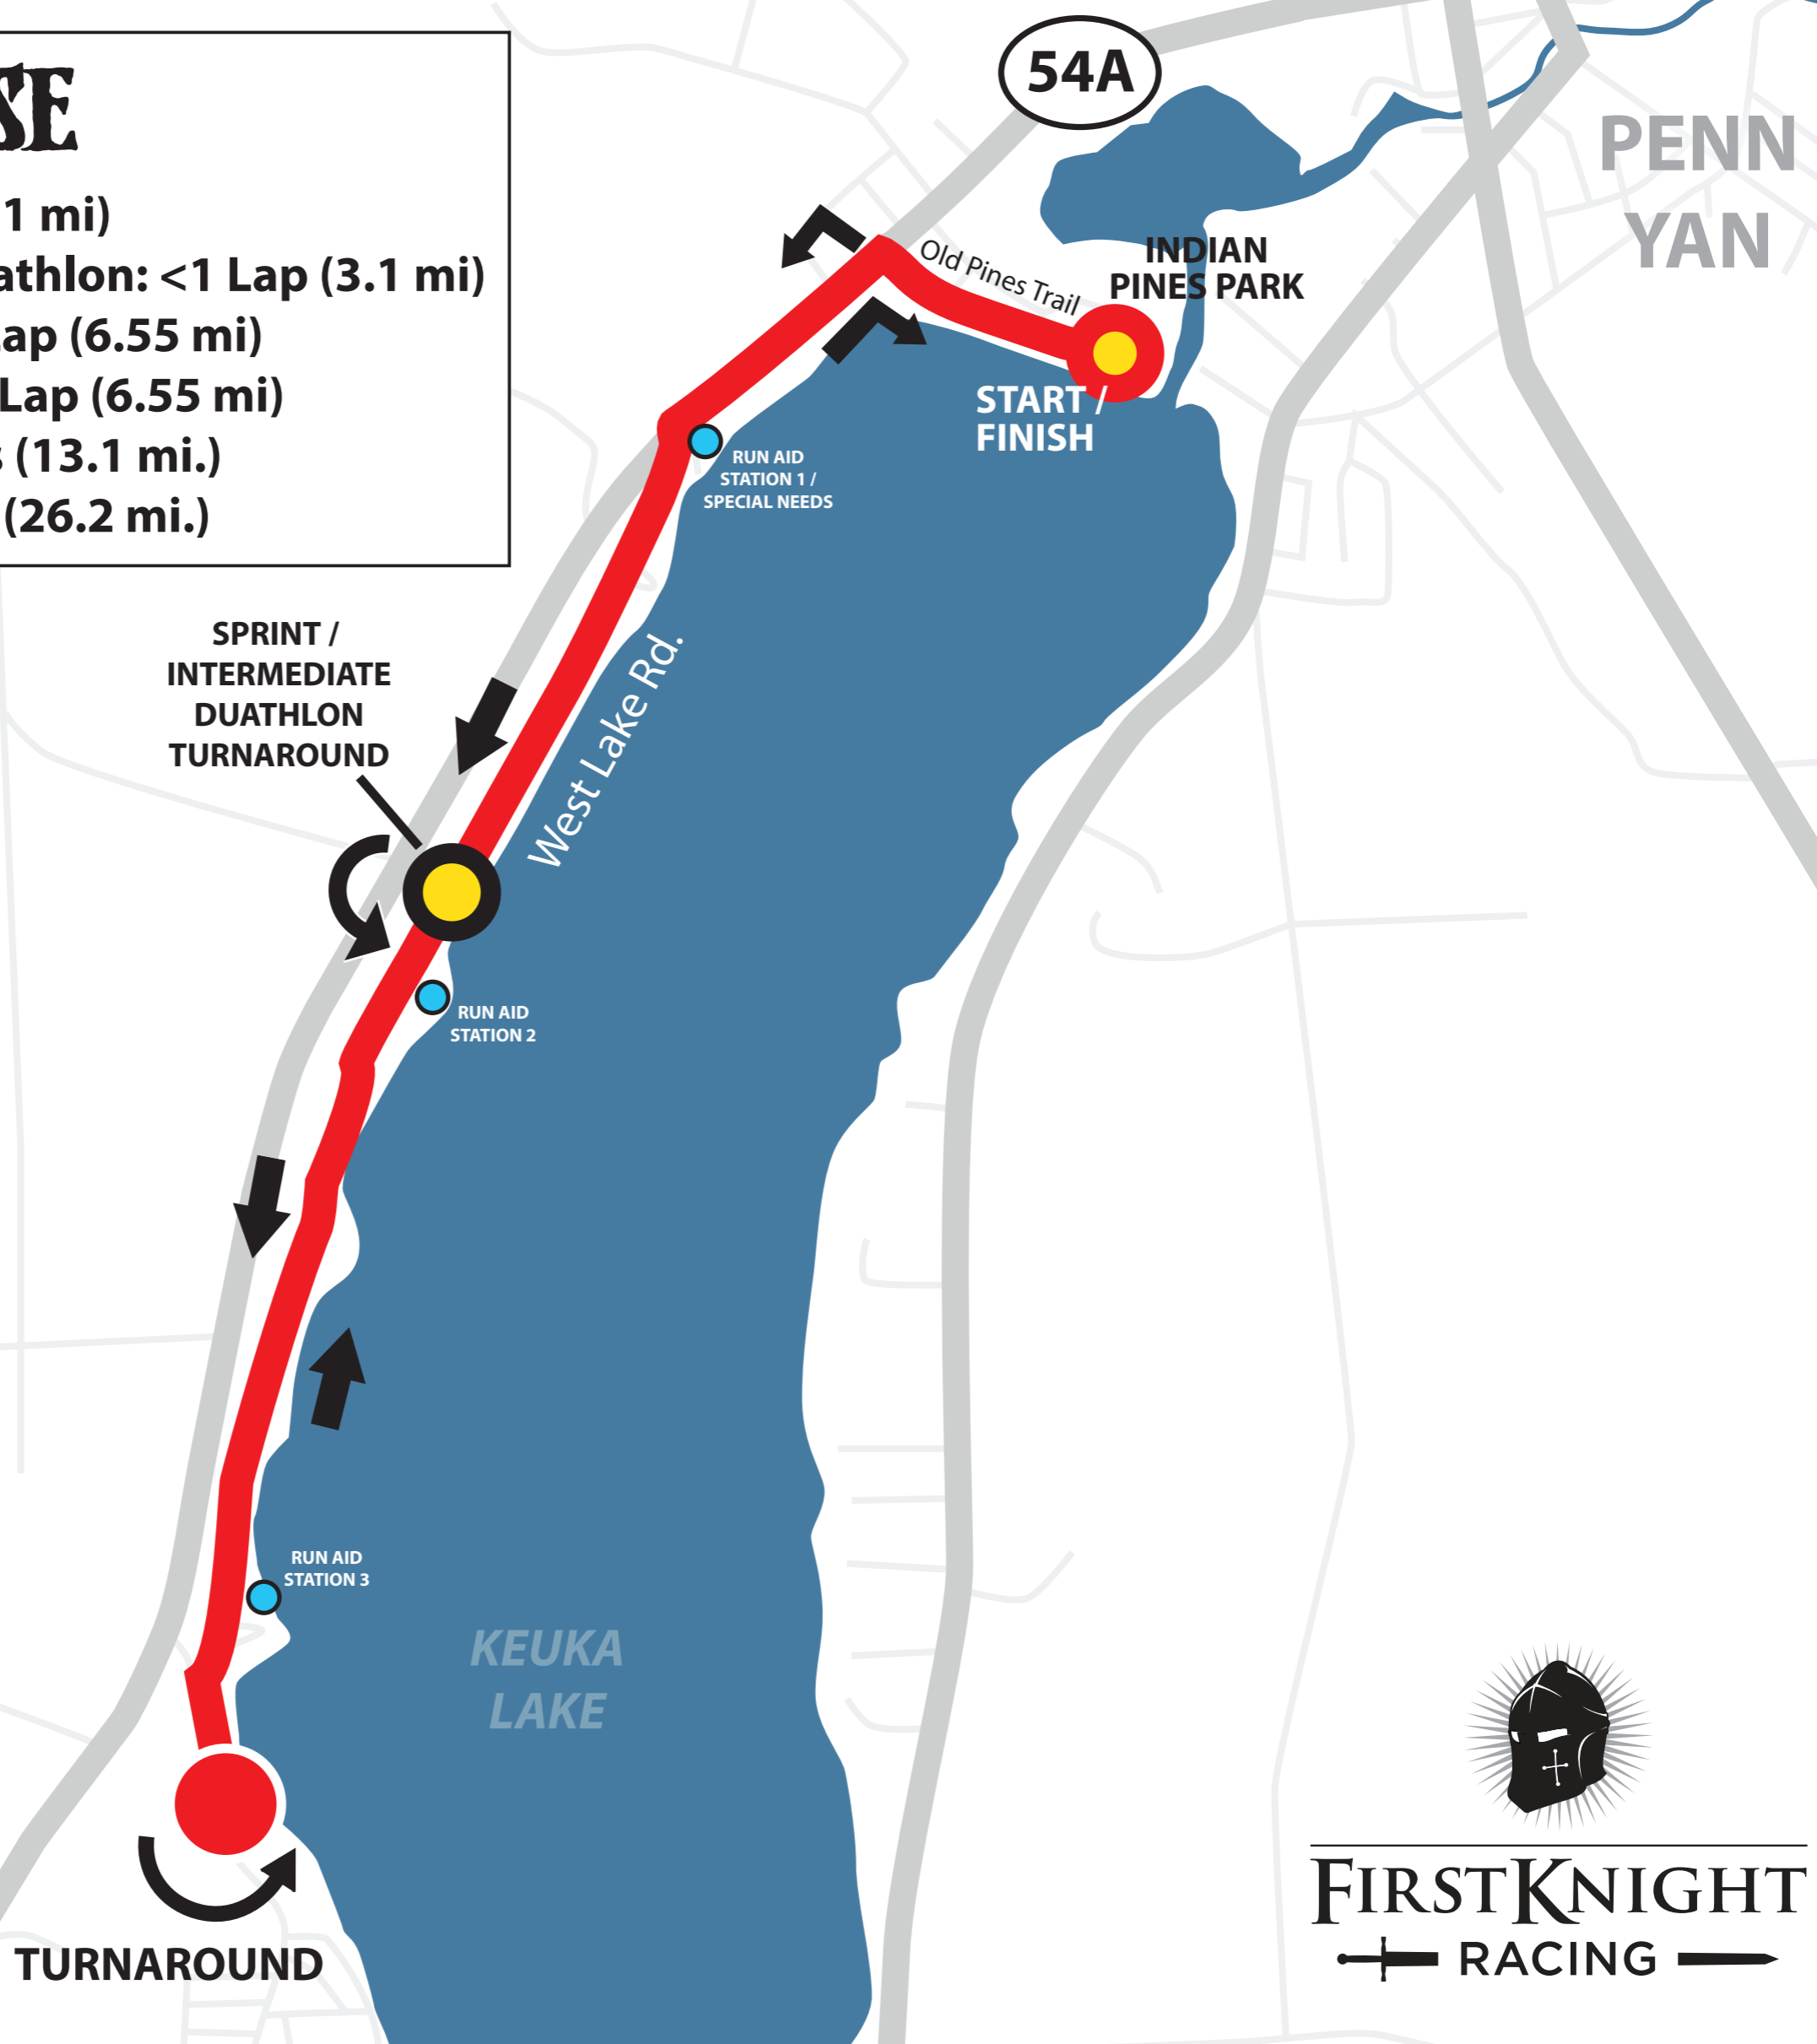 SE
1 mi)
athlon: <1 Lap (3.1 mi)
ap (6.55 mi)
Lap (6.55 mi)
s (13.1 mi.)
(26.2 mi.)
54A
PENN
YAN
Old Pines Trail
INDIAN
PINES PARK
START /
FINISH
RUN AID
STATION 1 /
SPECIAL NEEDS
SPRINT /
INTERMEDIATE
DUATHLON
TURNAROUND
West Lake Rd.
RUN AID
STATION 2
RUN AID
STATION 3
KEUKA
LAKE
TURNAROUND
FIRSTKNIGHT
RACING